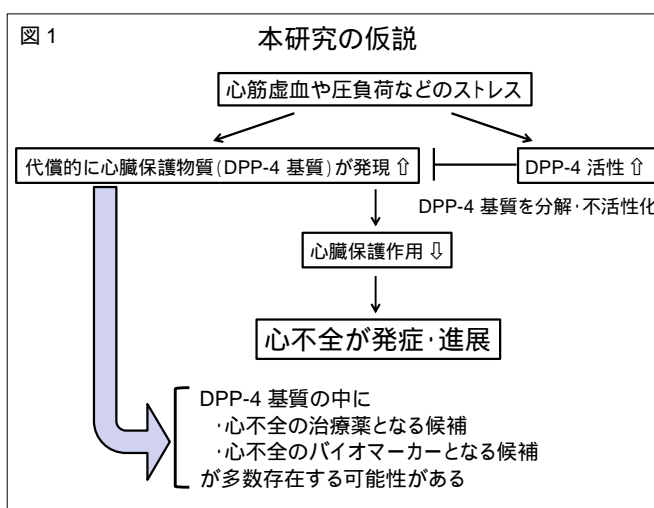 図 1
本研究の仮説
心筋虚血や圧負荷などのストレス
代償的に心臓保護物質(DPP-4 基質)が発現 ⇧
DPP-4 活性 ⇧
DPP-4 基質を分解・不活性化
心臓保護作用 ⇩
心不全が発症・進展
DPP-4 基質の中に
・心不全の治療薬となる候補
・心不全のバイオマーカーとなる候補
が多数存在する可能性がある